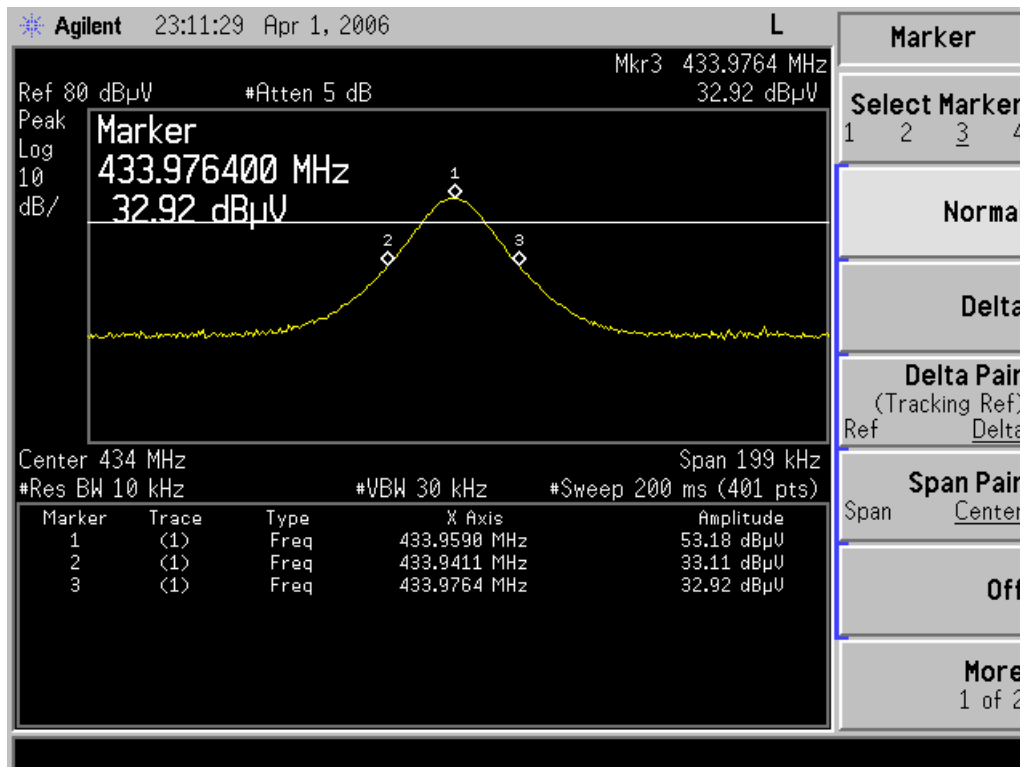 Agilent 23:11:29 Apr 1, 2006 L
Mkr3 433.9764 MHz
Ref 80 dBµV #Atten 5 dB 32.92 dBµV
Peak
Log
10
dB/
Marker
433.976400 MHz
32.92 dBµV
1
2
3
Center 434 MHz Span 199 kHz
#Res BW 10 kHz #VBW 30 kHz #Sweep 200 ms (401 pts)
Marker Trace Type X Axis Amplitude
1 (1) Freq 433.9590 MHz 53.18 dBµV
2 (1) Freq 433.9411 MHz 33.11 dBµV
3 (1) Freq 433.9764 MHz 32.92 dBµV
Marker
Select Marker
1 2 3 4
Normal
Delta
Delta Pair
(Tracking Ref)
Ref Delta
Span Pair
Span Center
Off
More
1 of 2